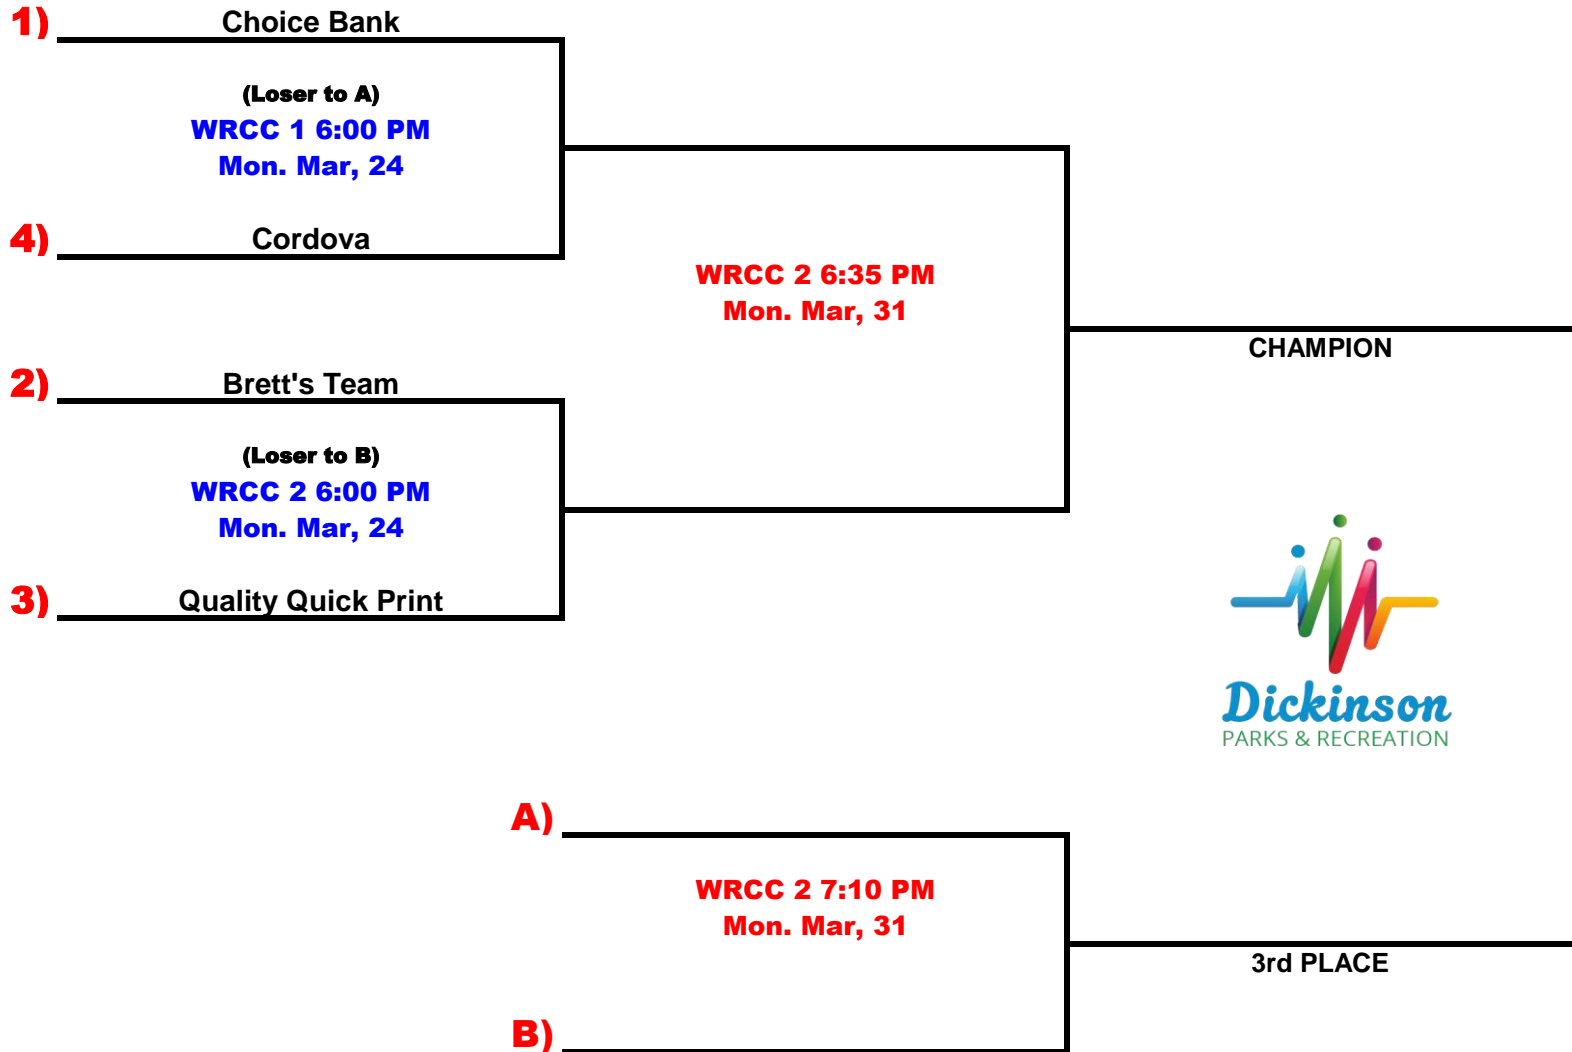 1) Choice Bank
(Loser to A)
WRCC 1 6:00 PM
Mon. Mar, 24
4) Cordova
WRCC 2 6:35 PM
Mon. Mar, 31
CHAMPION
2) Brett's Team
(Loser to B)
WRCC 2 6:00 PM
Mon. Mar, 24
3) Quality Quick Print
Dickinson
PARKS & RECREATION
A)
WRCC 2 7:10 PM
Mon. Mar, 31
3rd PLACE
B)